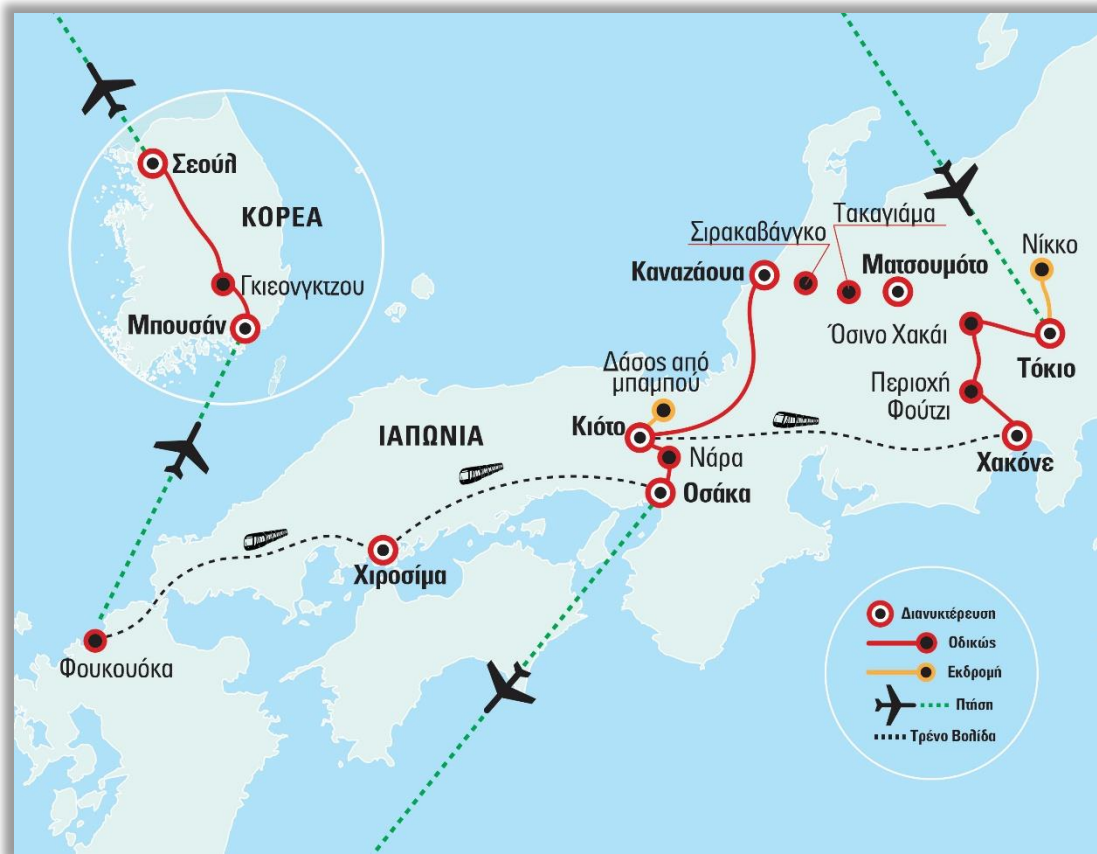 Σεούλ
ΚΟΡΕΑ
Γκιεονγκτζου
Μπουσάν
Σιρακαβάνγκο
Τακαγιάμα
Καναζάουα
Ματσουμότο
Νίκκο
Όσινο Χακάι
Τόκιο
Δάσος από
μπαμπού
Περιοχή
Φούτζι
Κιότο
ΙΑΠΩΝΙΑ
Νάρα
Χακόνε
Οσάκα
Χιροσίμα
Φουκουόκα
Διανυκτέρευση
Οδικώς
Εκδρομή
Πτήση
Τρένο Βολίδα